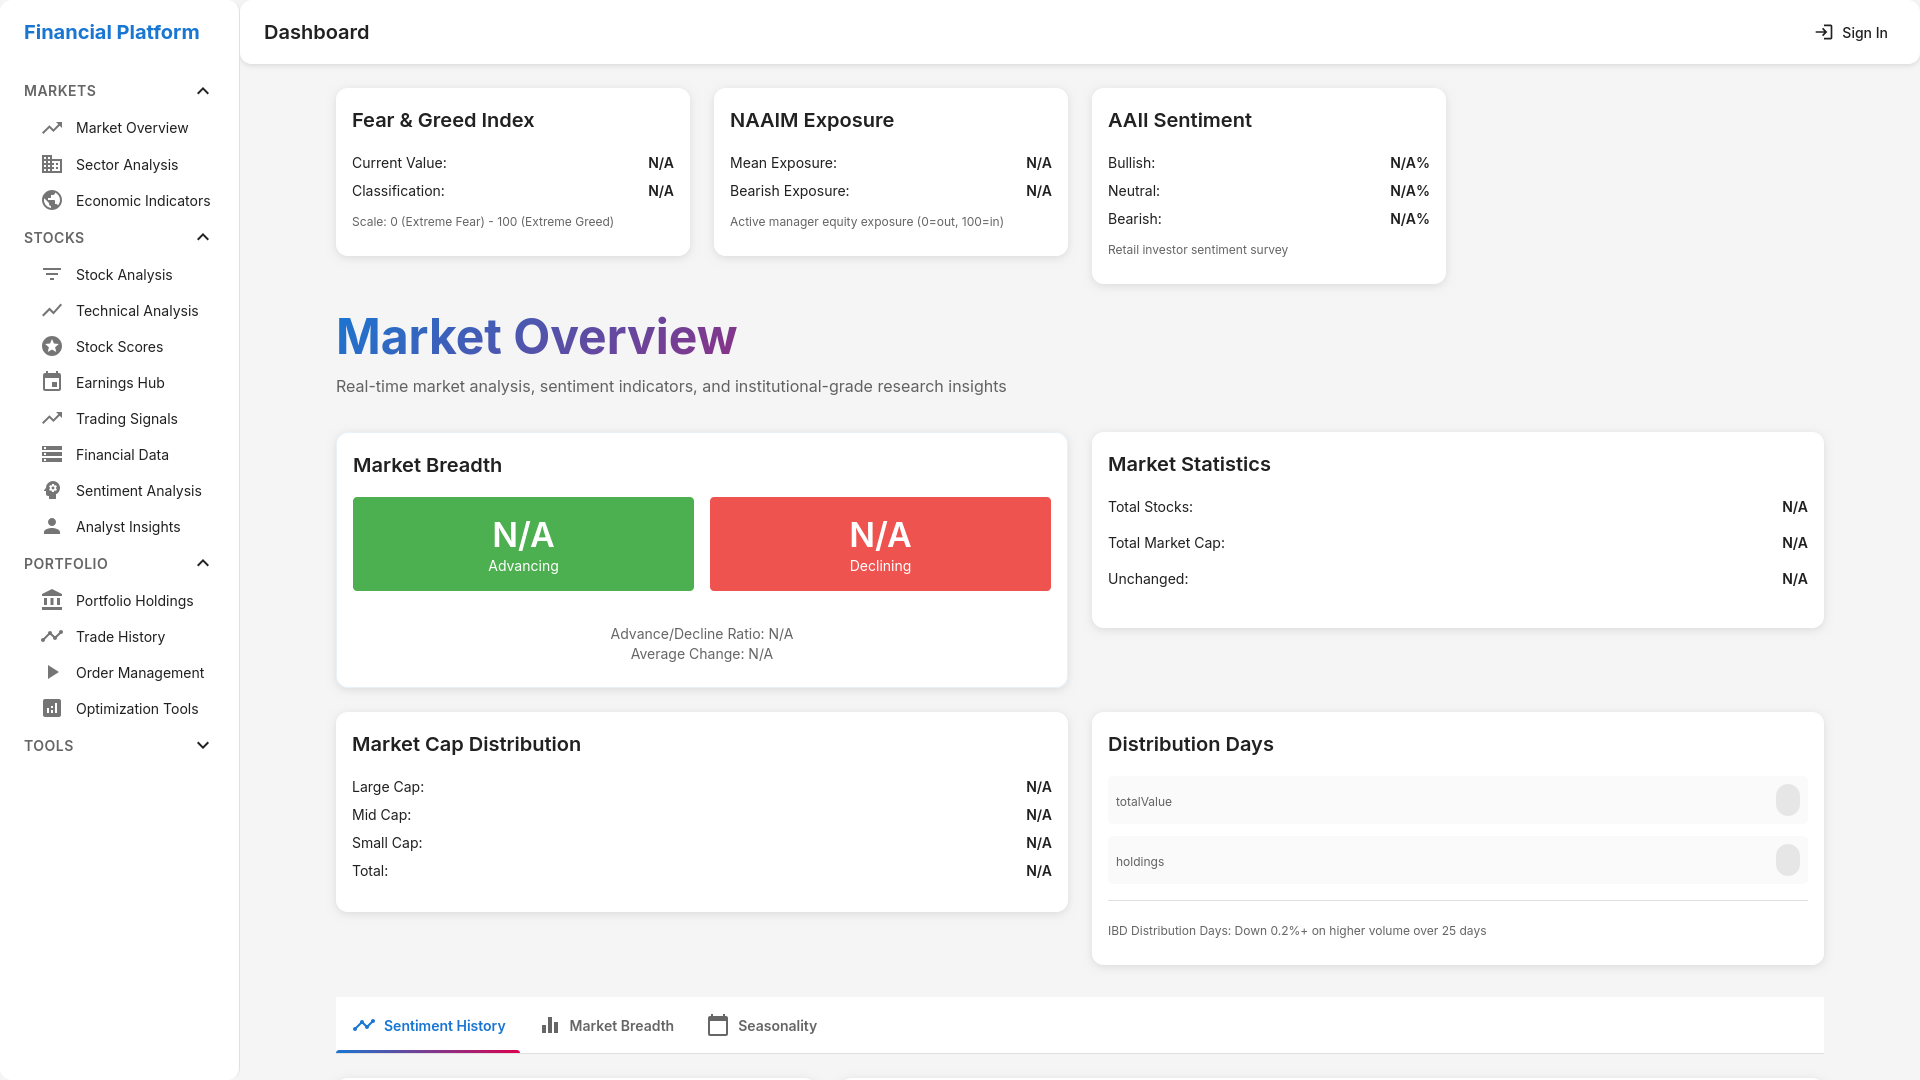 Financial Platform
MARKETS
Market Overview
Sector Analysis
Economic Indicators
STOCKS
Stock Analysis
Technical Analysis
Stock Scores
Earnings Hub
Trading Signals
Financial Data
Sentiment Analysis
Analyst Insights
PORTFOLIO
Portfolio Holdings
Trade History
Order Management
Optimization Tools
TOOLS
Dashboard
Sign In
Fear & Greed Index
Current Value: N/A
Classification: N/A
Scale: 0 (Extreme Fear) - 100 (Extreme Greed)
NAAIM Exposure
Mean Exposure: N/A
Bearish Exposure: N/A
Active manager equity exposure (0=out, 100=in)
AAII Sentiment
Bullish: N/A%
Neutral: N/A%
Bearish: N/A%
Retail investor sentiment survey
Market Overview
Real-time market analysis, sentiment indicators, and institutional-grade research insights
Market Breadth
N/A
Advancing
N/A
Declining
Advance/Decline Ratio: N/A
Average Change: N/A
Market Statistics
Total Stocks: N/A
Total Market Cap: N/A
Unchanged: N/A
Market Cap Distribution
Large Cap: N/A
Mid Cap: N/A
Small Cap: N/A
Total: N/A
Distribution Days
totalValue
holdings
IBD Distribution Days: Down 0.2%+ on higher volume over 25 days
Sentiment History
Market Breadth
Seasonality